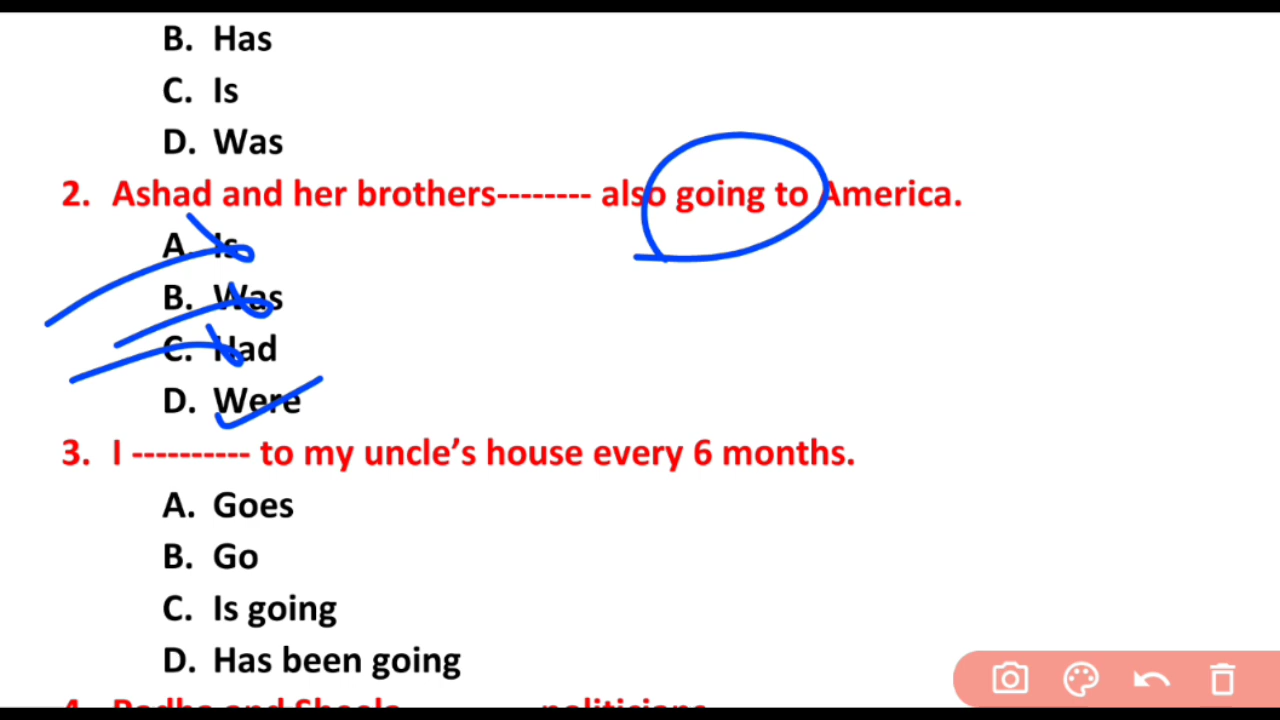 B. Has
C. Is
D. Was
2. Ashad and her brothers-------- also going to America.
A. Is
B. Was
C. Had
D. Were
3. I ---------- to my uncle’s house every 6 months.
A. Goes
B. Go
C. Is going
D. Has been going